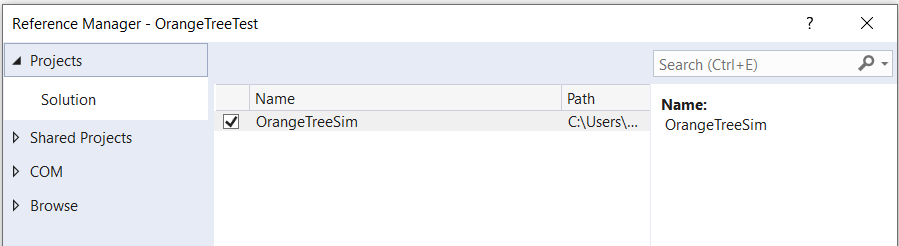 Reference Manager - OrangeTreeTest
?
Projects
Search (Ctrl+E)
Solution
Name Path
Name:
OrangeTreeSim C:\Users\...
OrangeTreeSim
Shared Projects
COM
Browse